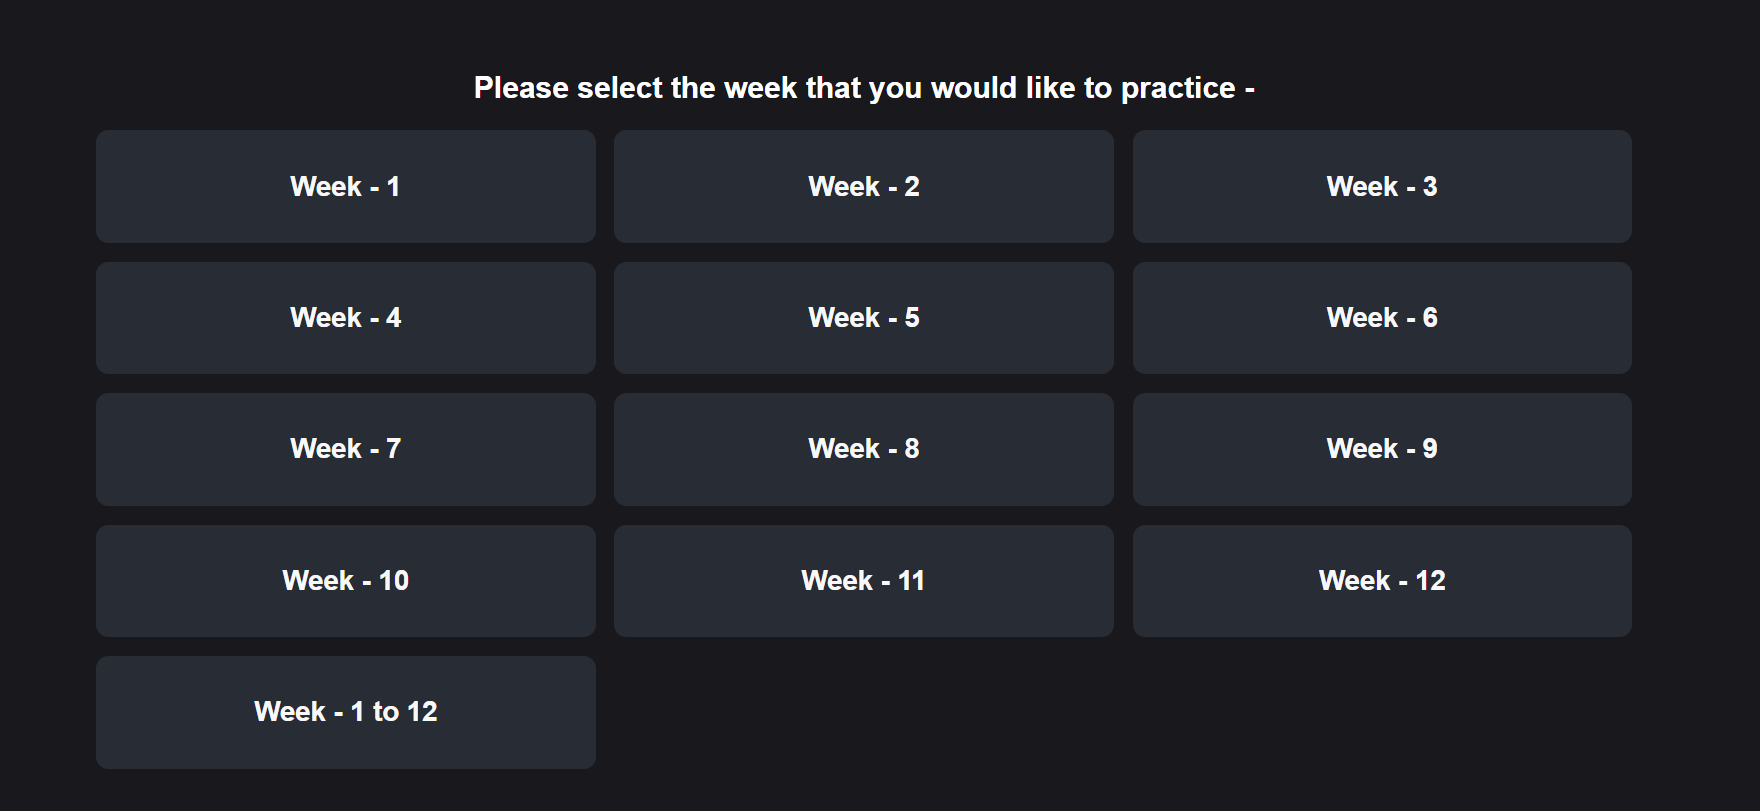 Please select the week that you would like to practice -
Week - 1
Week - 2
Week - 3
Week - 4
Week - 5
Week - 6
Week - 7
Week - 8
Week - 9
Week - 10
Week - 11
Week - 12
Week - 1 to 12